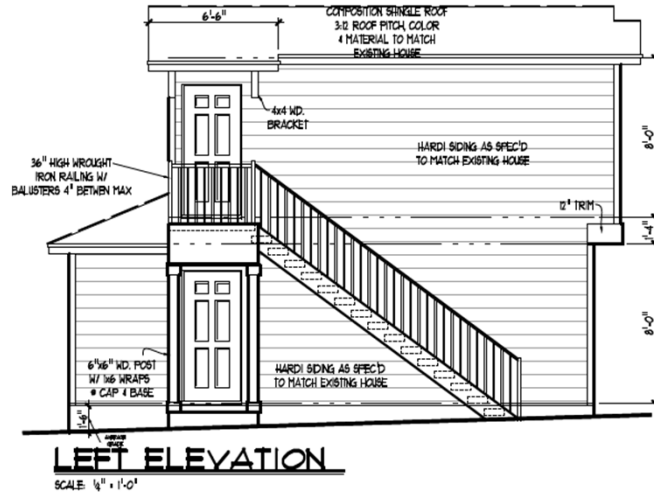 6'-6"
COMPOSITION SHINGLE ROOF
3:12 ROOF PITCH, COLOR
& MATERIAL TO MATCH
EXISTING HOUSE
4x4 WD.
BRACKET
8'-0"
HARDI SIDING AS SPEC'D
TO MATCH EXISTING HOUSE
36" HIGH WROUGHT
IRON RAILING W/
BALUSTERS 4" BETWEN MAX
12" TRIM
1'-4"
8'-0"
6"x6" WD. POST
W/ 1x6 WRAPS
@ CAP & BASE
HARDI SIDING AS SPEC'D
TO MATCH EXISTING HOUSE
1'-6"
LEFT ELEVATION
SCALE: 1/4" = 1'-0"